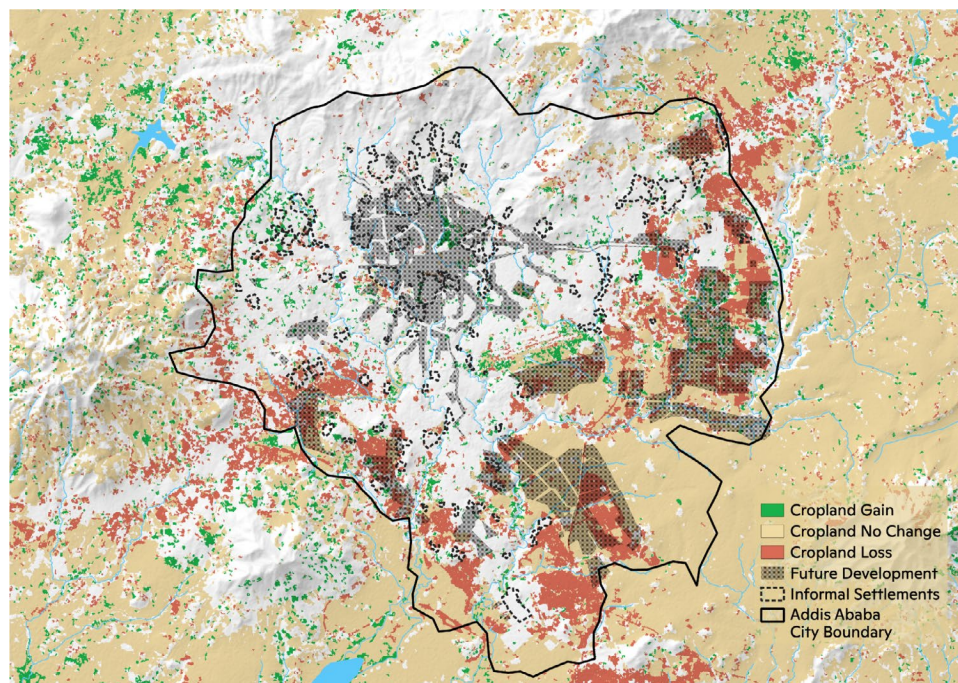 Cropland Gain
Cropland No Change
Cropland Loss
Future Development
Informal Settlements
Addis Ababa
City Boundary